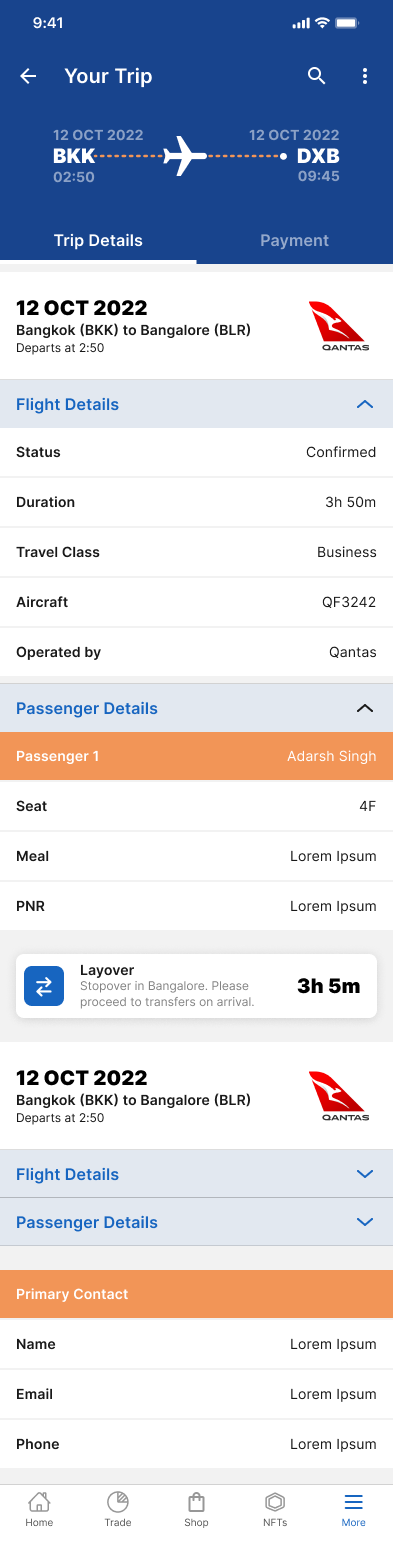 9:41
Your Trip
12 OCT 2022 12 OCT 2022
BKK DXB
02:50 09:45
Trip Details Payment
12 OCT 2022
Bangkok (BKK) to Bangalore (BLR)
Departs at 2:50
QANTAS
Flight Details
Status Confirmed
Duration 3h 50m
Travel Class Business
Aircraft QF3242
Operated by Qantas
Passenger Details
Passenger 1 Adarsh Singh
Seat 4F
Meal Lorem Ipsum
PNR Lorem Ipsum
Layover
Stopover in Bangalore. Please
proceed to transfers on arrival.
3h 5m
12 OCT 2022
Bangkok (BKK) to Bangalore (BLR)
Departs at 2:50
QANTAS
Flight Details
Passenger Details
Primary Contact
Name Lorem Ipsum
Email Lorem Ipsum
Phone Lorem Ipsum
Home Trade Shop NFTs More